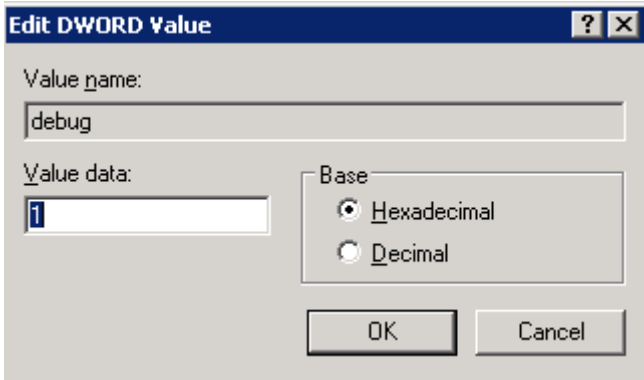 Edit DWORD Value
Value name:
debug
Value data:
1
Base
Hexadecimal
Decimal
OK
Cancel